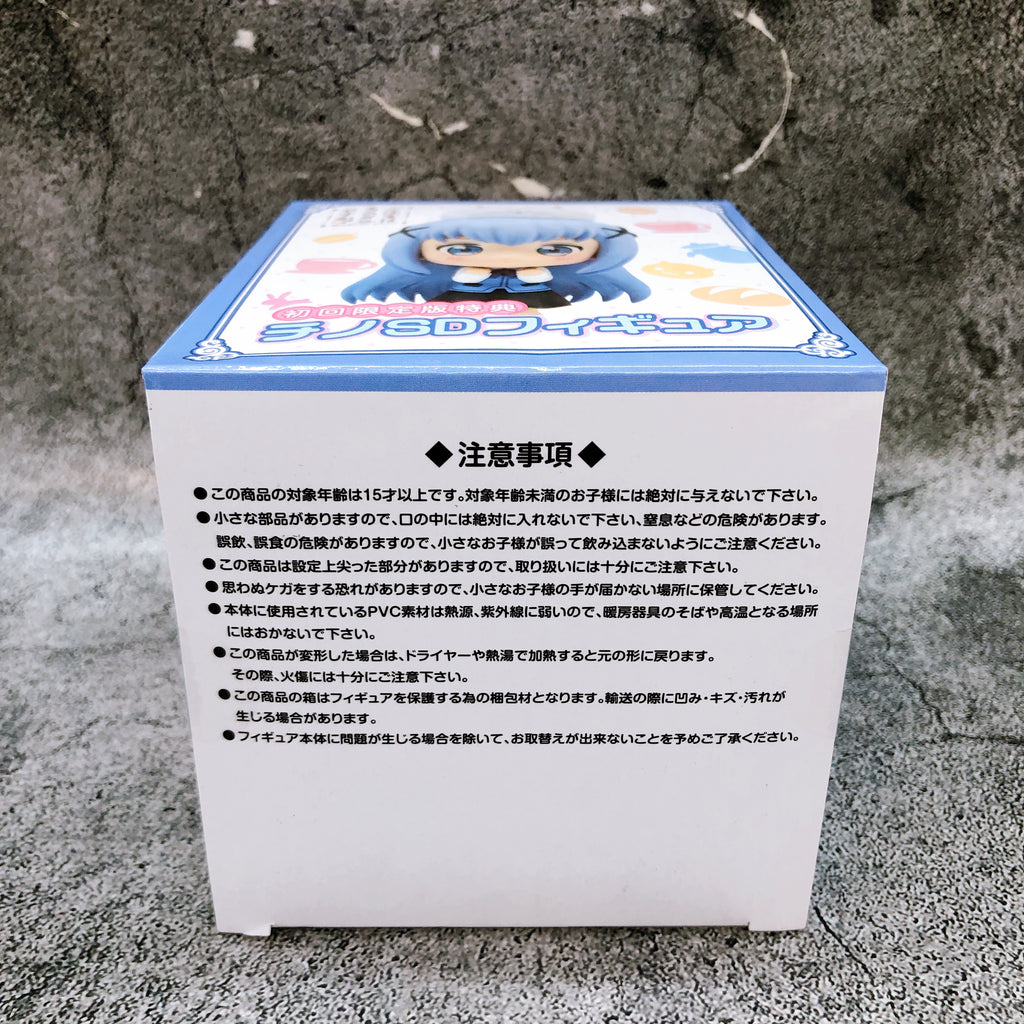 初回限定版特典
チノSDフィギュア
◆注意事項◆
●この商品の対象年齢は15才以上です。対象年齢未満のお子様には絶対に与えないで下さい。
●小さな部品がありますので、口の中には絶対に入れないで下さい、窒息などの危険があります。
誤飲、誤食の危険がありますので、小さなお子様が誤って飲み込まないようにご注意ください。
●この商品は設定上尖った部分がありますので、取り扱いには十分にご注意下さい。
●思わぬケガをする恐れがありますので、小さなお子様の手が届かない場所に保管してください。
●本体に使用されているPVC素材は熱源、紫外線に弱いので、暖房器具のそばや高温となる場所
にはおかないで下さい。
●この商品が変形した場合は、ドライヤーや熱湯で加熱すると元の形に戻ります。
その際、火傷には十分にご注意下さい。
●この商品の箱はフィギュアを保護する為の梱包材となります。輸送の際に凹み・キズ・汚れが
生じる場合があります。
●フィギュア本体に問題が生じる場合を除いて、お取替えが出来ないことを予めご了承ください。